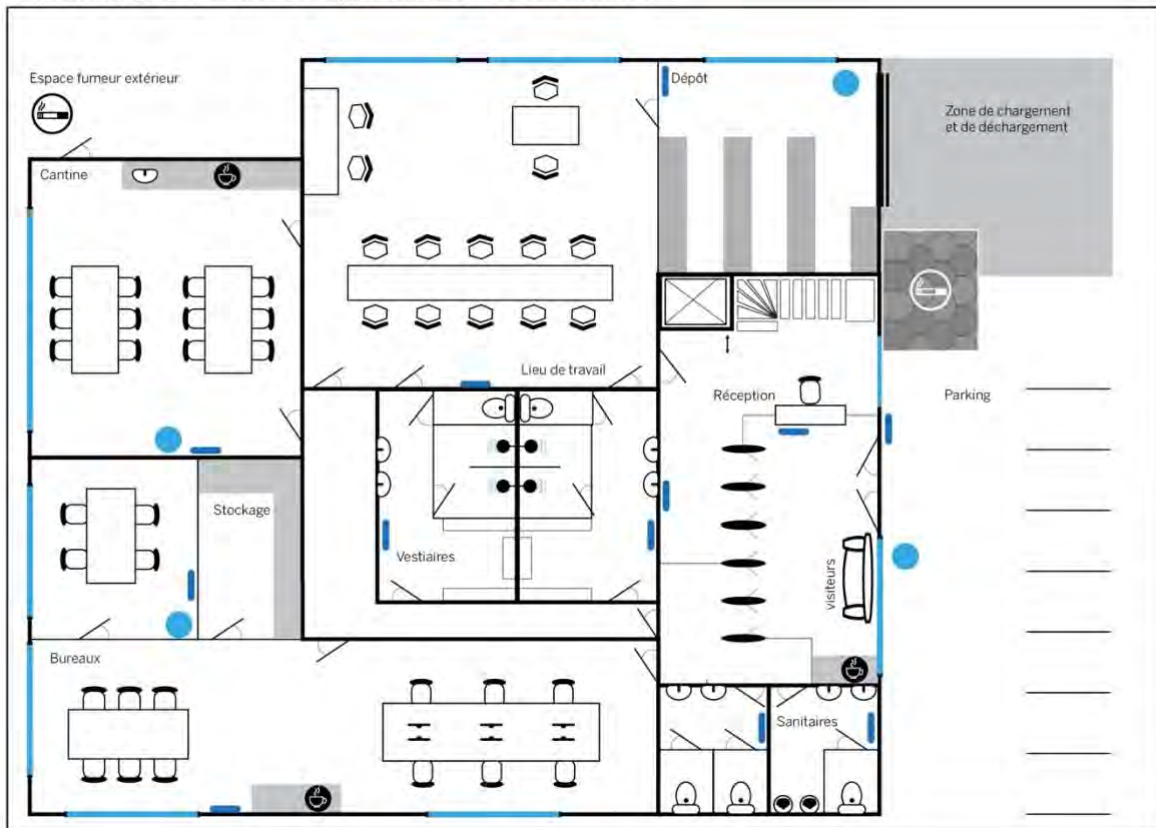 Espace fumeur extérieur
Dépôt
Zone de chargement
et de déchargement
Cantine
Lieu de travail
Réception
Parking
Stockage
Vestiaires
visiteurs
Bureaux
Sanitaires